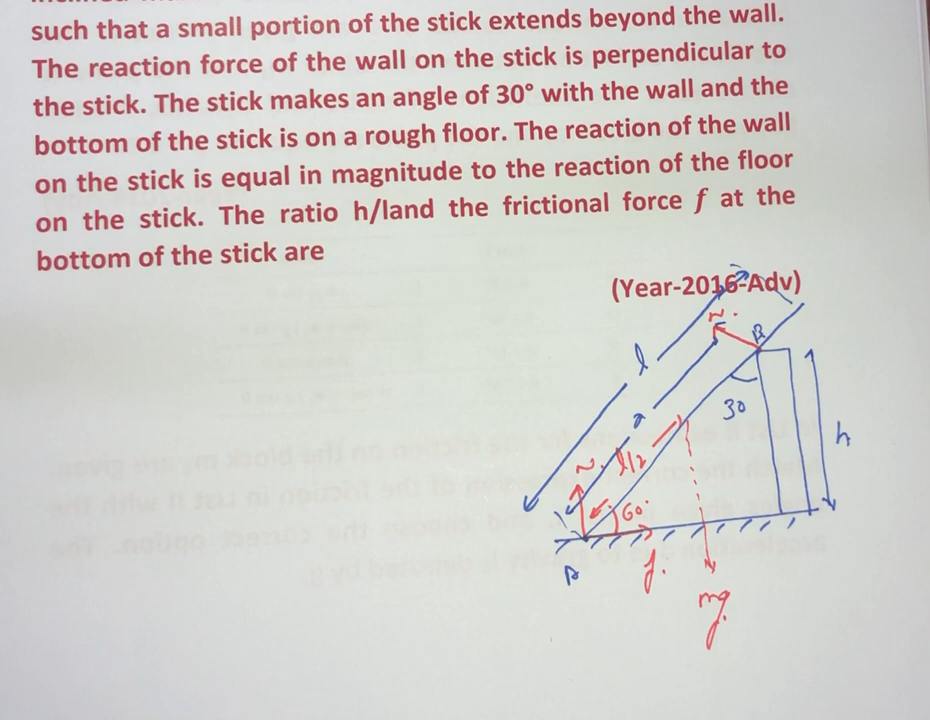 such that a small portion of the stick extends beyond the wall.
The reaction force of the wall on the stick is perpendicular to
the stick. The stick makes an angle of 30° with the wall and the
bottom of the stick is on a rough floor. The reaction of the wall
on the stick is equal in magnitude to the reaction of the floor
on the stick. The ratio h/land the frictional force f at the
bottom of the stick are
(Year-2016-Adv)
N.
B
l
30
h
N.
l/2
60
A
f.
mg